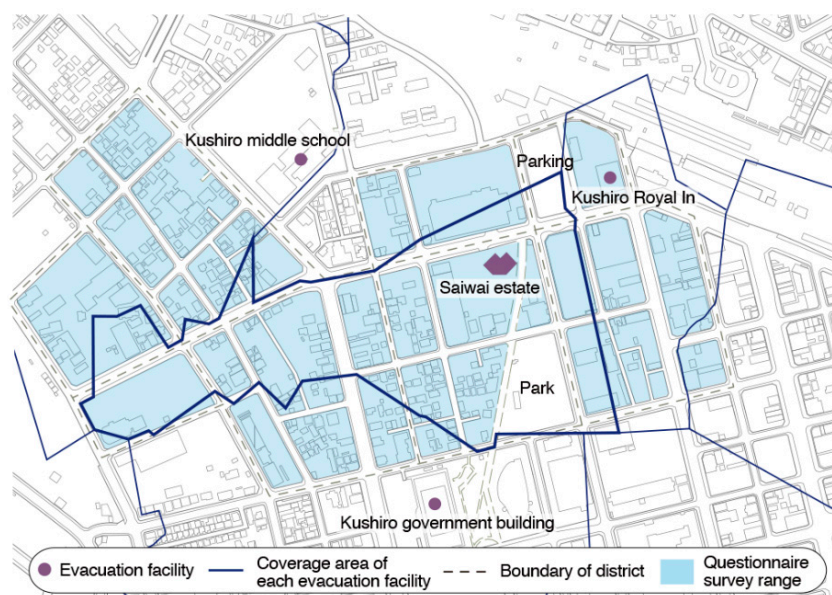 Kushiro middle school
Parking
Kushiro Royal In
Saiwai estate
Park
Kushiro government building
Evacuation facility
Coverage area of
each evacuation facility
Boundary of district
Questionnaire
survey range